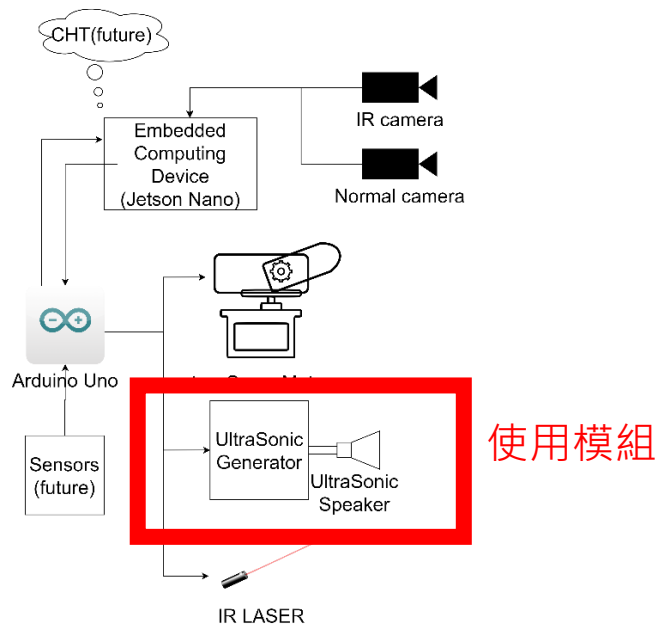 CHT(future)
IR camera
Embedded
Computing
Device
(Jetson Nano)
Normal camera
Arduino Uno
UltraSonic
Generator
UltraSonic
Speaker
使用模組
Sensors
(future)
IR LASER